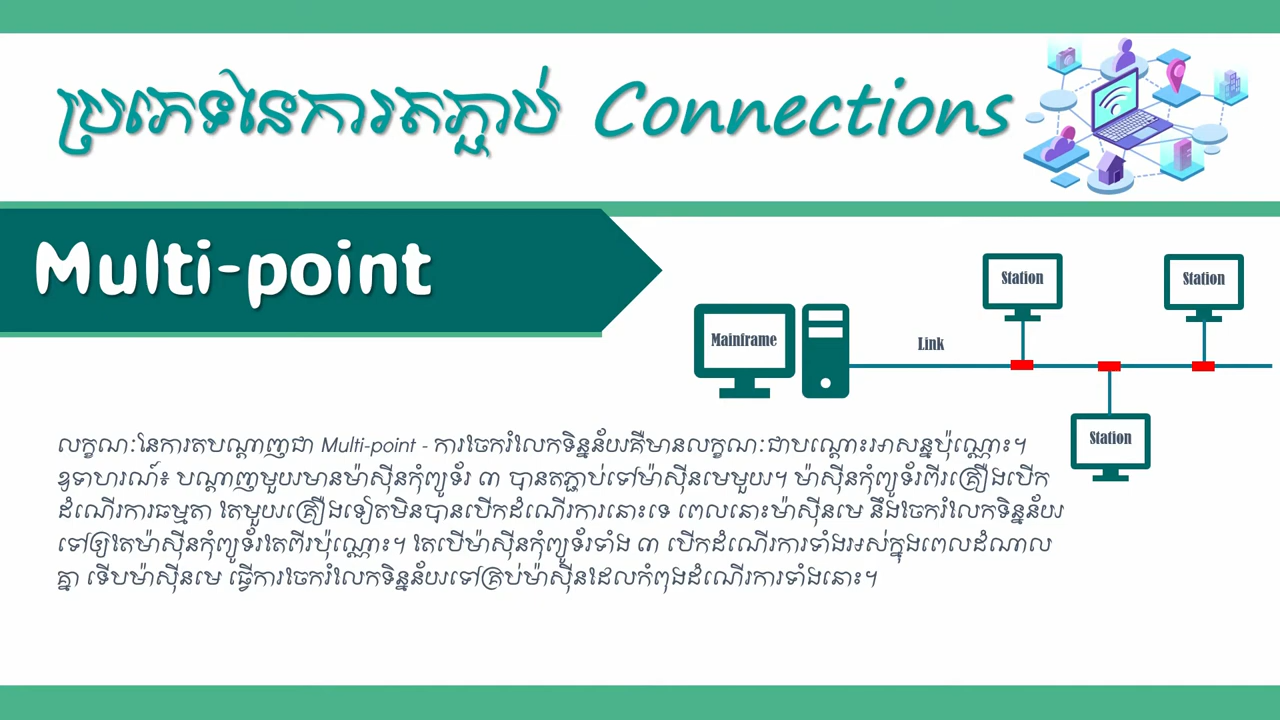 ប្រភេទនៃការតភ្ជាប់ Connections
Multi-point
Station
Station
Mainframe
Link
Station
លក្ខណៈនៃការតបណ្តាញជា Multi-point - ការចែករំលែកទិន្នន័យគឺមានលក្ខណៈជាបណ្តោះអាសន្នប៉ុណ្ណោះ។
ឧទាហរណ៍៖ បណ្តាញមួយមានម៉ាស៊ីនកុំព្យូទ័រ ៣ បានតភ្ជាប់ទៅម៉ាស៊ីនមេមួយ។ ម៉ាស៊ីនកុំព្យូទ័រពីរគ្រឿងបើក
ដំណើរការធម្មតា តែមួយគ្រឿងទៀតមិនបានបើកដំណើរការនោះទេ ពេលនោះម៉ាស៊ីនមេ នឹងចែករំលែកទិន្នន័យ
ទៅឲ្យតែម៉ាស៊ីនកុំព្យូទ័រតែពីរប៉ុណ្ណោះ។ តែបើម៉ាស៊ីនកុំព្យូទ័រទាំង ៣ បើកដំណើរការទាំងអស់ក្នុងពេលដំណាល
គ្នា ទើបម៉ាស៊ីនមេ ធ្វើការចែករំលែកទិន្នន័យទៅគ្រប់ម៉ាស៊ីនដែលកំពុងដំណើរការទាំងនោះ។